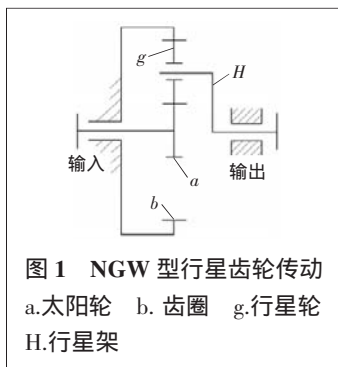 g
H
输入
输出
a
b
图 1 NGW 型行星齿轮传动
a.太阳轮 b. 齿圈 g.行星轮
H.行星架